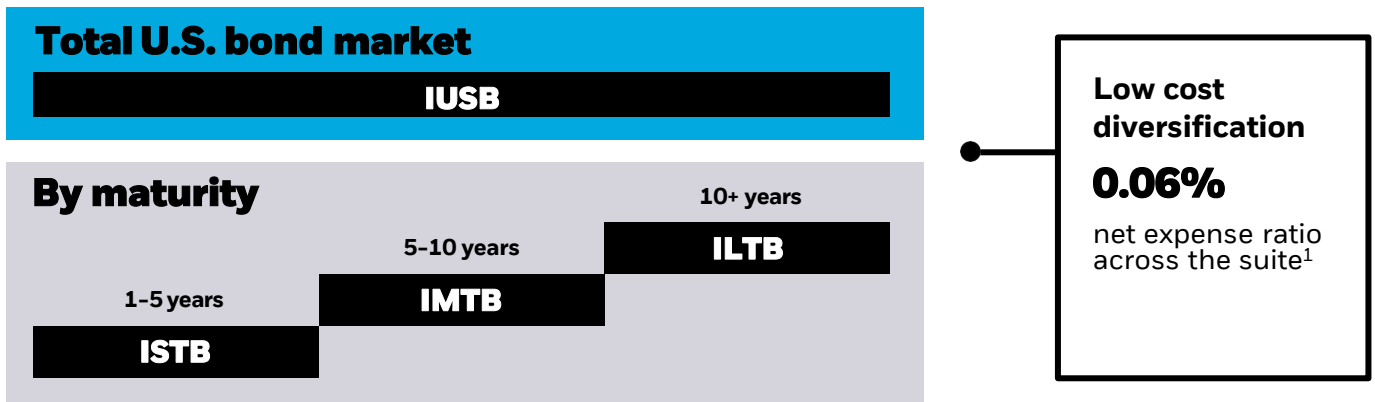 Total U.S. bond market
IUSB
By maturity
10+ years
ILTB
5-10 years
IMTB
1-5 years
ISTB
Low cost
diversification
0.06%
net expense ratio
across the suite¹